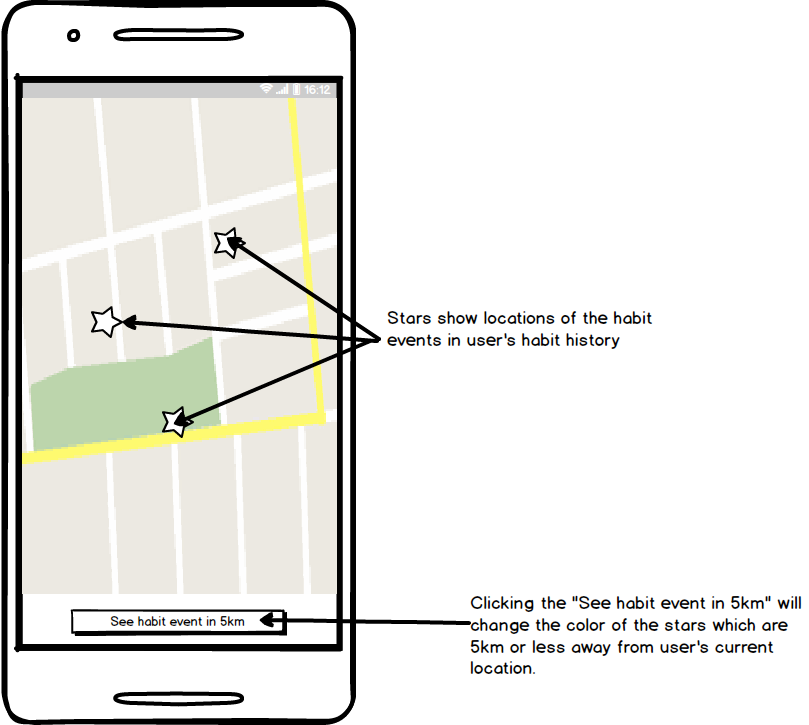 16:12
Stars show locations of the habit
events in user's habit history
See habit event in 5km
Clicking the "See habit event in 5km" will
change the color of the stars which are
5km or less away from user's current
location.